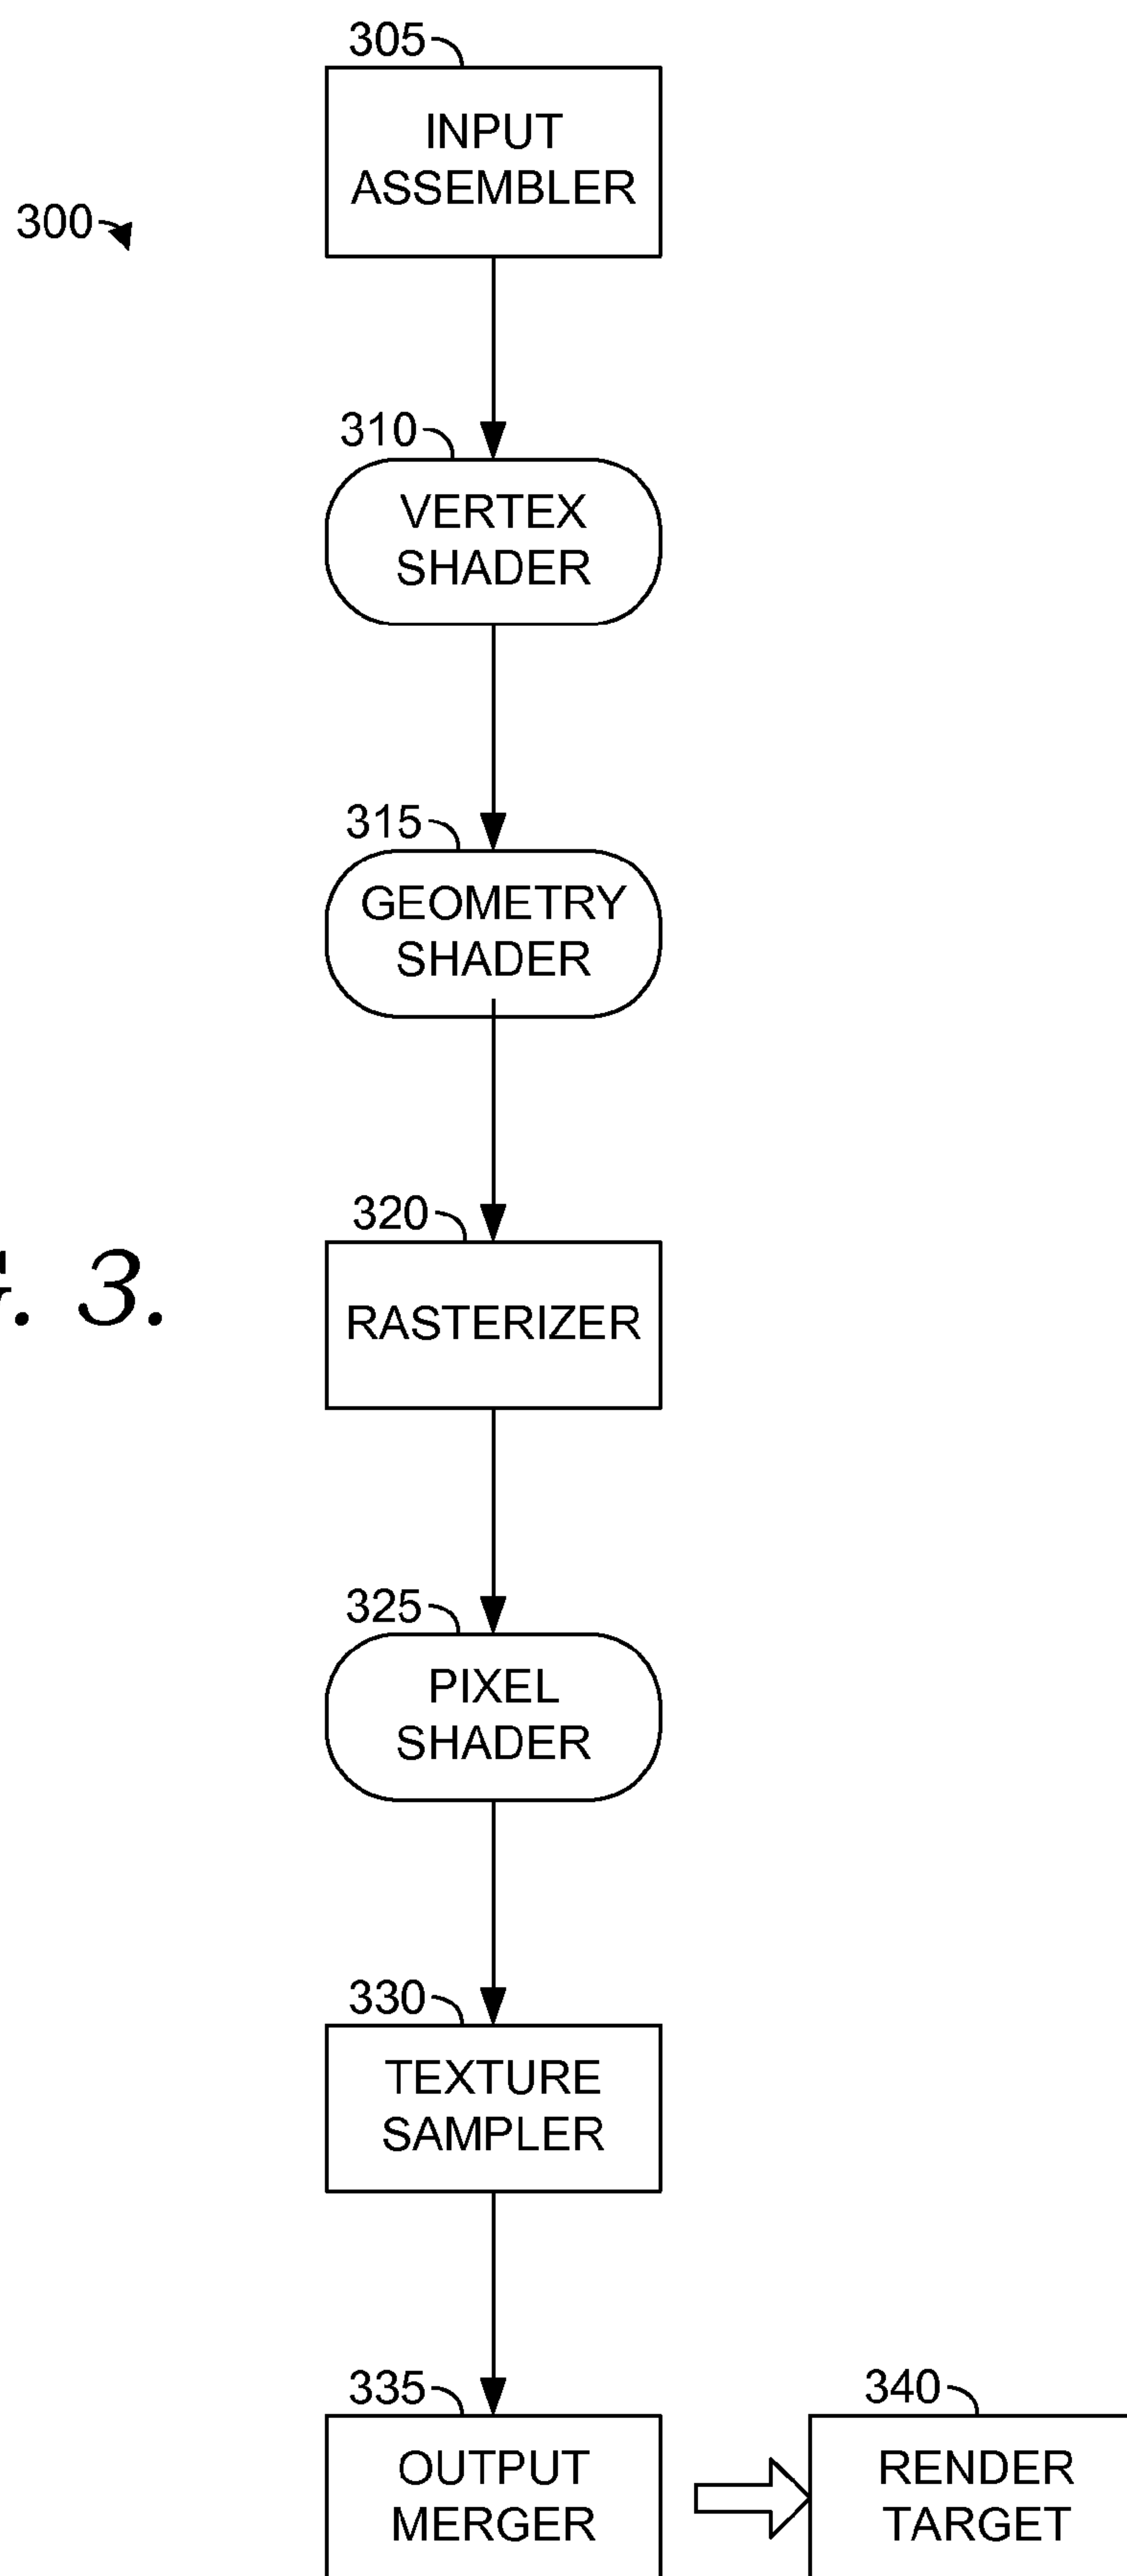 305
INPUT
ASSEMBLER
300
310
VERTEX
SHADER
315
GEOMETRY
SHADER
320
RASTERIZER
3.
325
PIXEL
SHADER
330
TEXTURE
SAMPLER
335
OUTPUT
MERGER
340
RENDER
TARGET